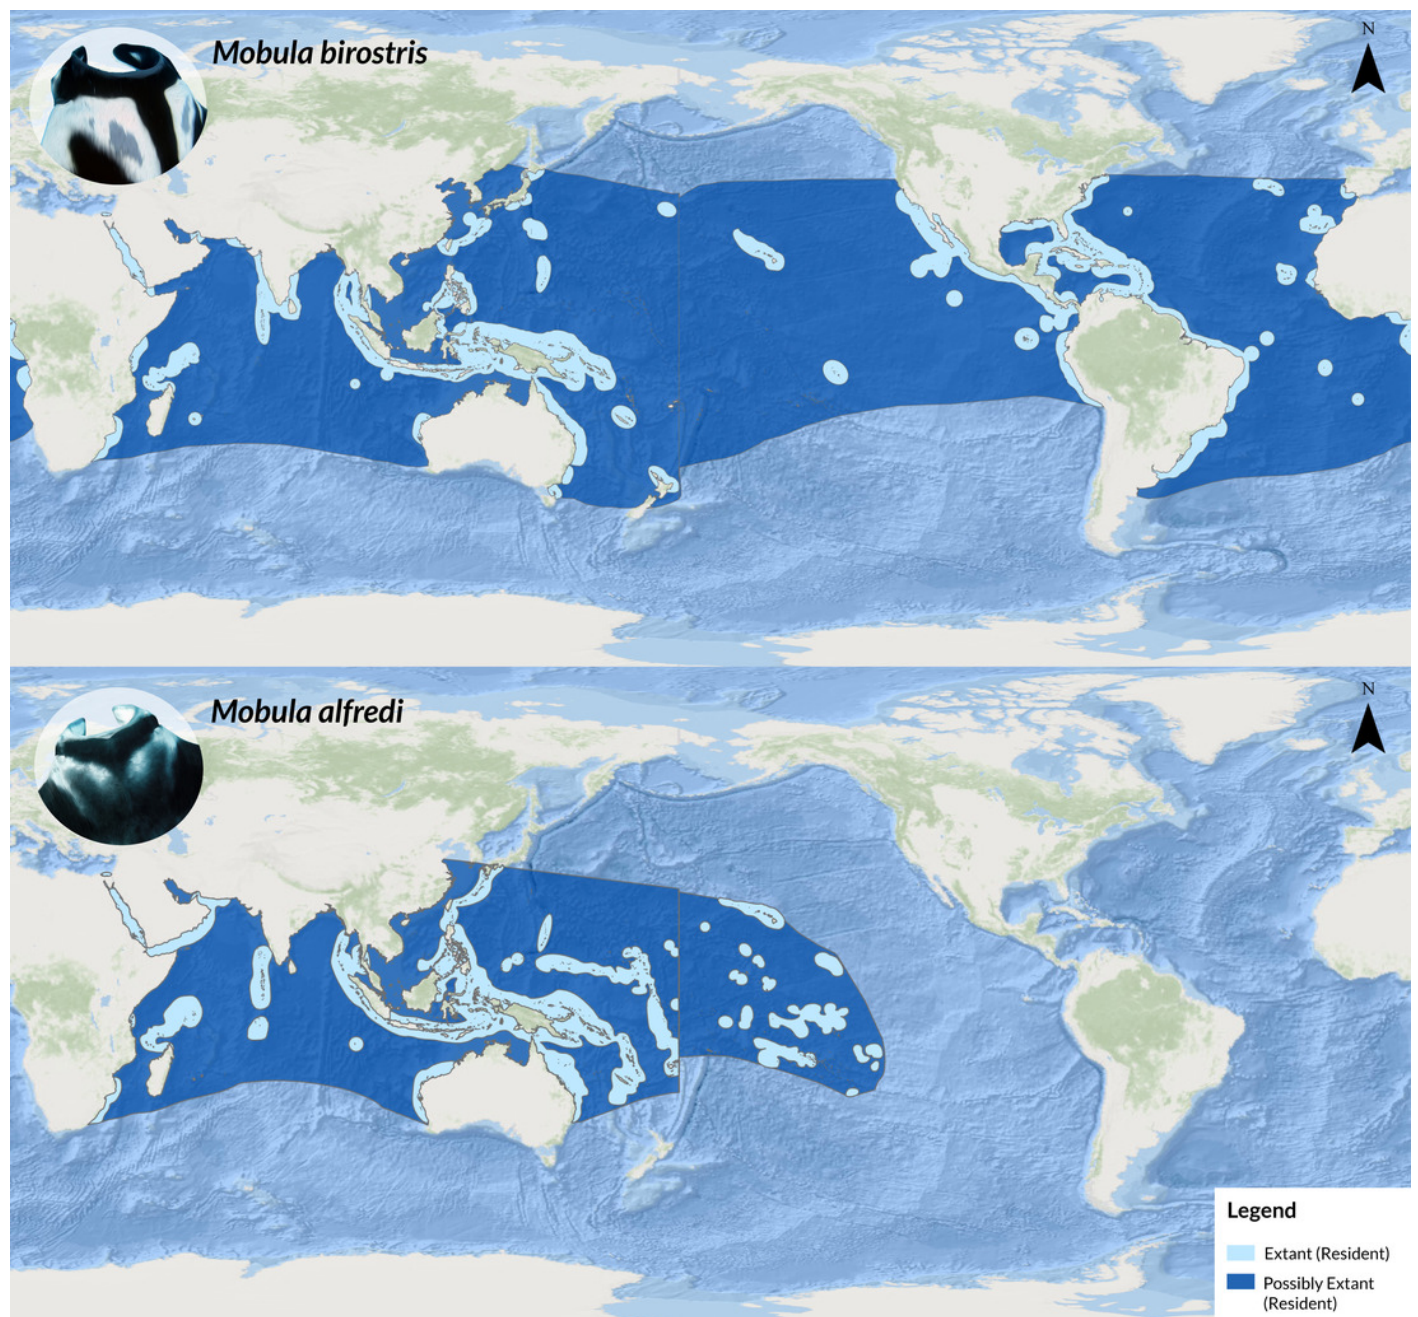 Mobula birostris
N
Mobula alfredi
N
Legend
Extant (Resident)
Possibly Extant
(Resident)